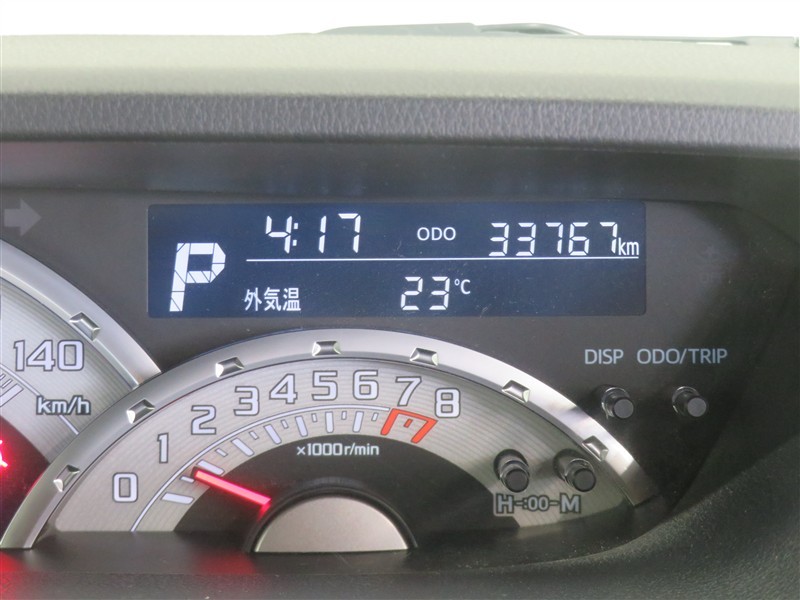 4:17 ODO 33767km
P
外気温 23℃
DISP ODO/TRIP
140
km/h
0 1 2 3 4 5 6 7 8
×1000r/min
H-:00-M